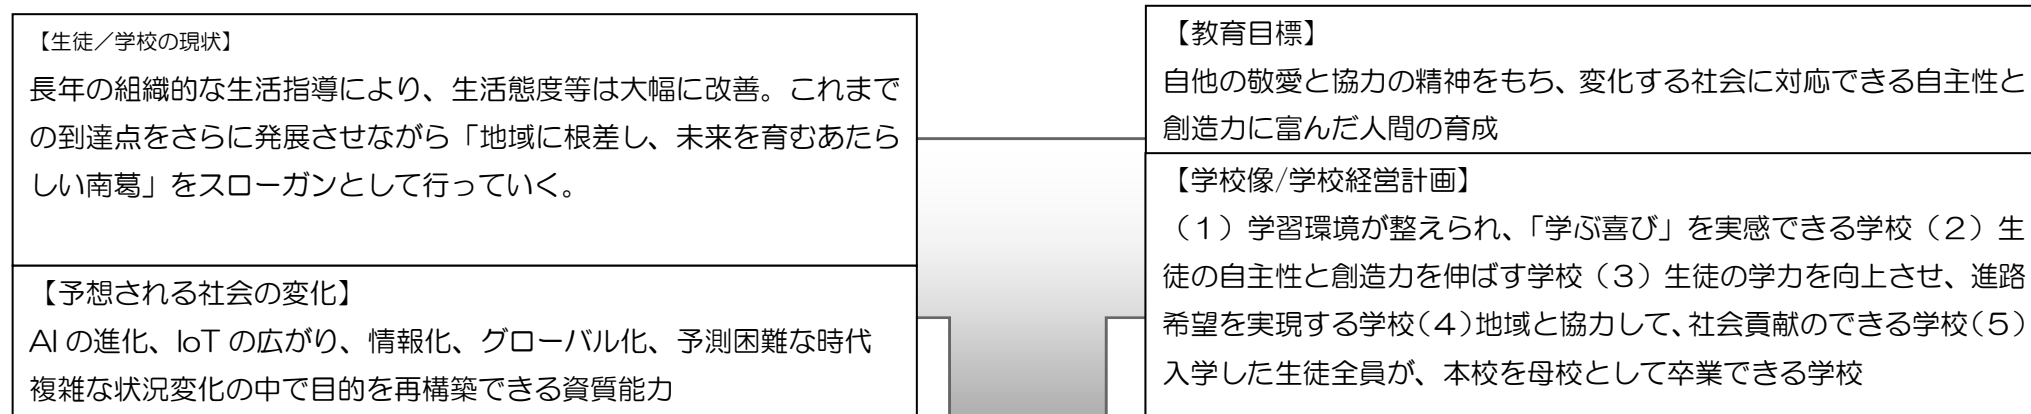 【生徒／学校の現状】
長年の組織的な生活指導により、生活態度等は大幅に改善。これまで
の到達点をさらに発展させながら「地域に根差し、未来を育むあたら
しい南葛」をスローガンとして行っていく。
【予想される社会の変化】
AI の進化、IoT の広がり、情報化、グローバル化、予測困難な時代
複雑な状況変化の中で目的を再構築できる資質能力
【教育目標】
自他の敬愛と協力の精神をもち、変化する社会に対応できる自主性と
創造力に富んだ人間の育成
【学校像/学校経営計画】
（１）学習環境が整えられ、「学ぶ喜び」を実感できる学校（２）生
徒の自主性と創造力を伸ばす学校（３）生徒の学力を向上させ、進路
希望を実現する学校（４）地域と協力して、社会貢献のできる学校（５）
入学した生徒全員が、本校を母校として卒業できる学校